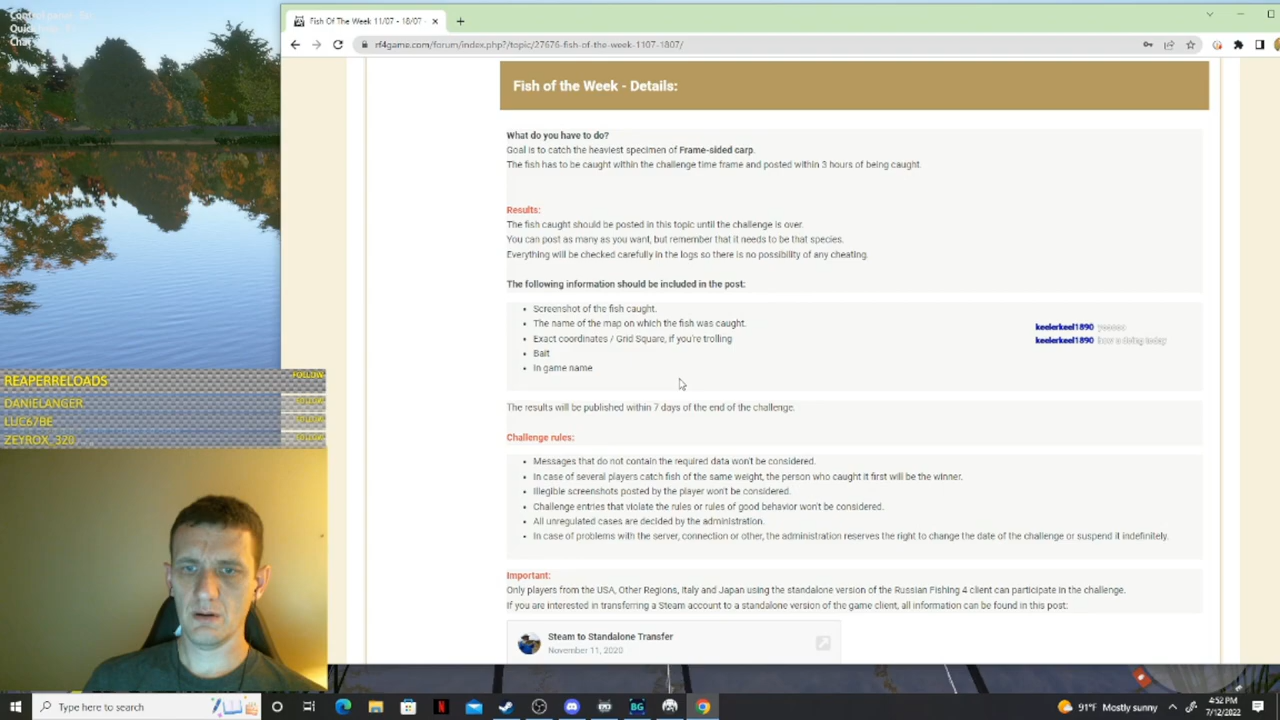 Fish Of The Week 11/07 - 18/07 -
rf4game.com/forum/index.php?/topic/27676-fish-of-the-week-1107-1807/
Fish of the Week - Details:
What do you have to do?
Goal is to catch the heaviest specimen of Frame-sided carp.
The fish has to be caught within the challenge time frame and posted within 3 hours of being caught.
Results:
The fish caught should be posted in this topic until the challenge is over.
You can post as many as you want, but remember that it needs to be that species.
Everything will be checked carefully in the logs so there is no possibility of any cheating.
The following information should be included in the post:
Screenshot of the fish caught.
The name of the map on which the fish was caught.
Exact coordinates / Grid Square, if you're trolling
Bait
In game name
keelerkeel1890
keelerkeel1890 how is doing today
The results will be published within 7 days of the end of the challenge.
Challenge rules:
Messages that do not contain the required data won't be considered.
In case of several players catch fish of the same weight, the person who caught it first will be the winner.
Illegible screenshots posted by the player won't be considered.
Challenge entries that violate the rules or rules of good behavior won't be considered.
All unregulated cases are decided by the administration.
In case of problems with the server, connection or other, the administration reserves the right to change the date of the challenge or suspend it indefinitely.
Important:
Only players from the USA, Other Regions, Italy and Japan using the standalone version of the Russian Fishing 4 client can participate in the challenge.
If you are interested in transferring a Steam account to a standalone version of the game client, all information can be found in this post:
Steam to Standalone Transfer
November 11, 2020
REAPERRELOADS FOLLOW
DANIELANGER FOLLOW
LUC67BE FOLLOW
ZEYROX_320 FOLLOW
Type here to search
91°F Mostly sunny
4:52 PM
7/12/2022